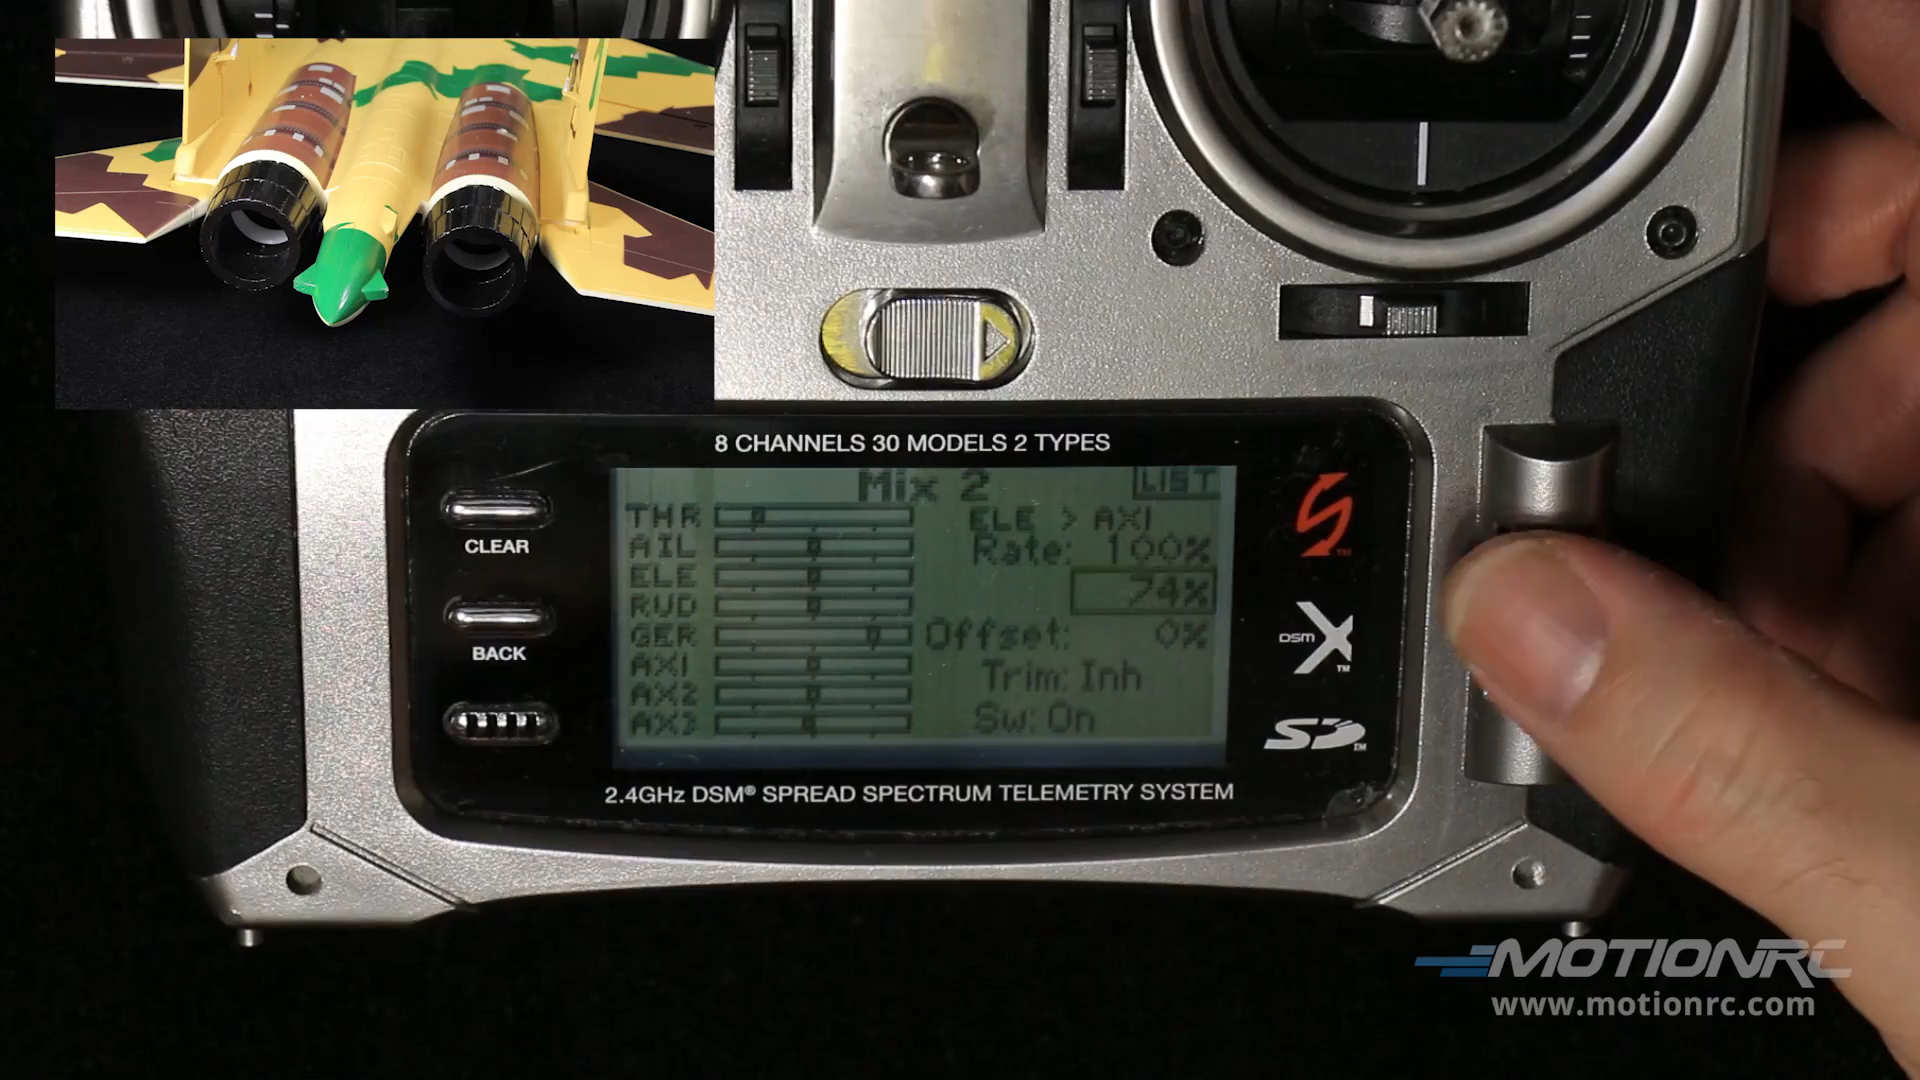 8 CHANNELS 30 MODELS 2 TYPES
Mix 2
LIST
THR
AIL
ELE
RUD
GER
AX1
AX2
AX3
ELE > AX1
Rate: 100%
74%
Offset: 0%
Trim: Inh
Sw: On
CLEAR
BACK
DSM X™
SD™
2.4GHz DSM® SPREAD SPECTRUM TELEMETRY SYSTEM
MOTIONRC
www.motionrc.com